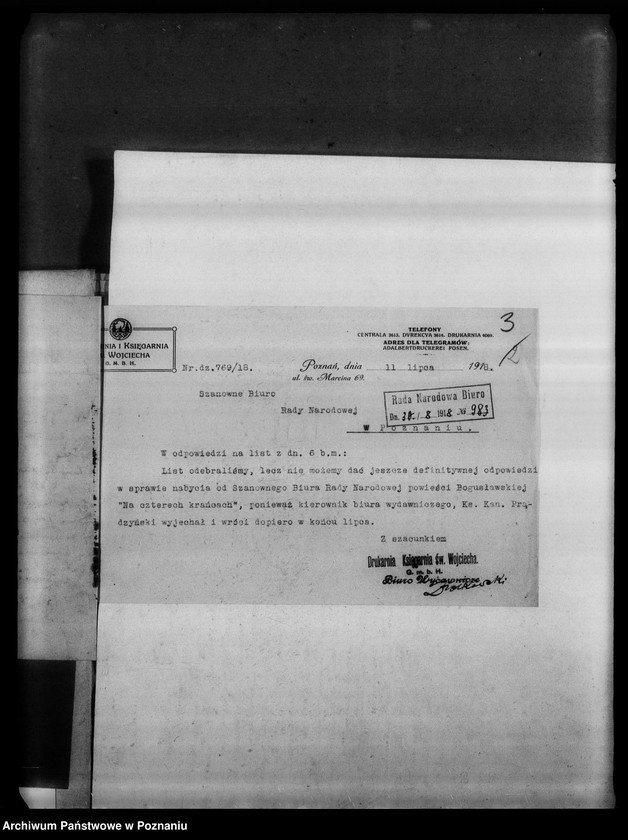 3
TELEFONY
CENTRALA 3613. DYREKCYA 3614. DRUKARNIA 4069.
ADRES DLA TELEGRAMÓW:
ADALBERTDRUCKEREI POSEN.
NIA I KSIĘGARNIA
WOJCIECHA
G. M. B. H.
Nr.dz.769/18.
Poznań, dnia 11 lipca 1918.
ul. św. Marcina 69.
Szanowne Biuro
Rady Narodowej
w Poznaniu.
Rada Narodowa Biuro
Dn. /8 1918 № 983
W odpowiedzi na list z dn. 6 b.m.:
List odebraliśmy, lecz nie możemy dać jeszcze definitywnej odpowiedzi
w sprawie nabycia od Szanownego Biura Rady Narodowej powieści Bogusławskiej
"Na czterech krańcach", ponieważ kierownik biura wydawniczego, Ks. Kan. Prą-
dzyński wyjechał i wróci dopiero w końcu lipca.
Z szacunkiem
Drukarnia Księgarnia św. Wojciecha.
G. m. b. H.
Biuro Wydawnicze
Archiwum Państwowe w Poznaniu